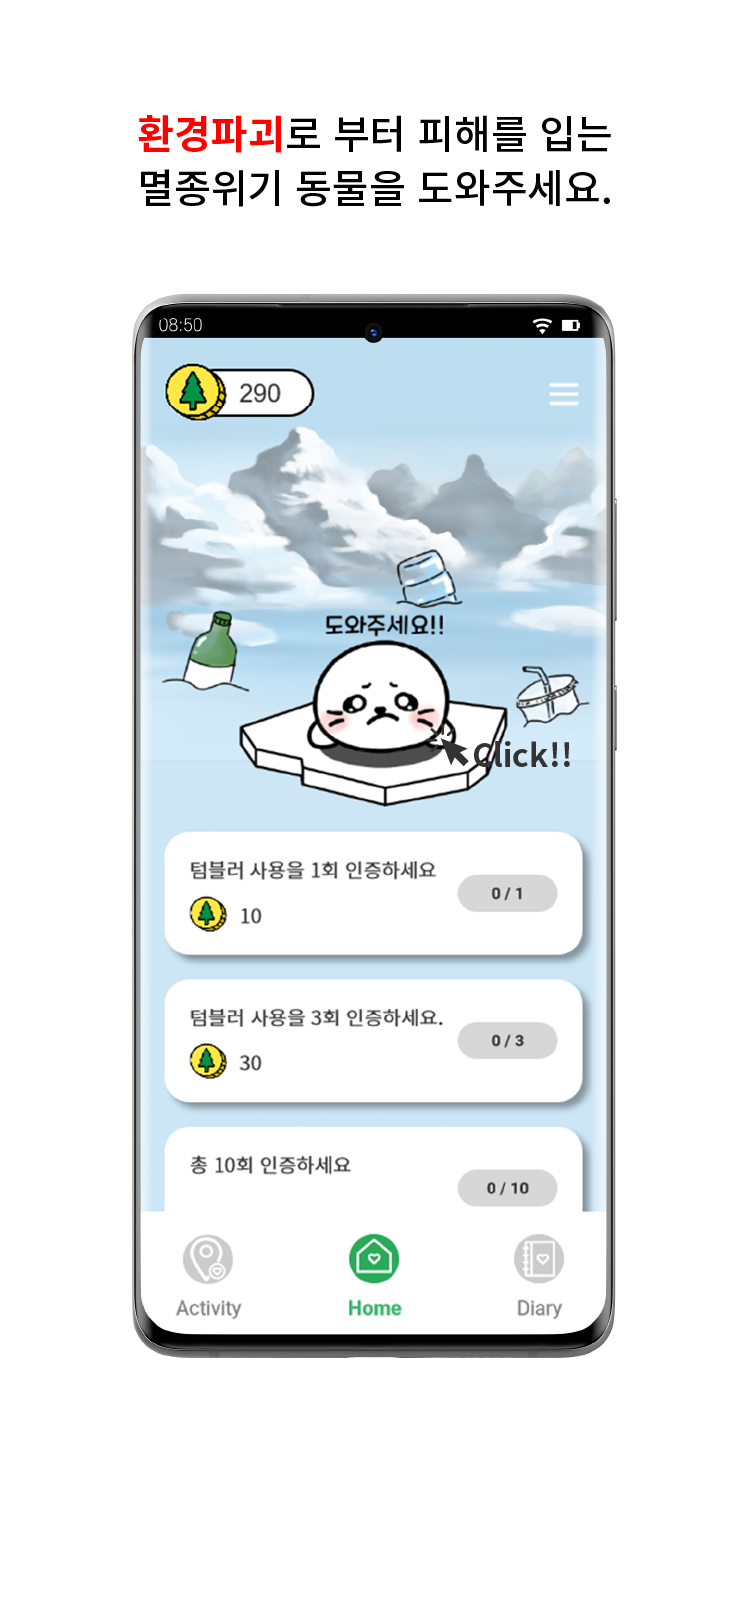 환경파괴로 부터 피해를 입는
멸종위기 동물을 도와주세요.
08:50
290
도와주세요!!
Click!!
텀블러 사용을 1회 인증하세요
0 / 1
10
텀블러 사용을 3회 인증하세요.
0 / 3
30
총 10회 인증하세요
0 / 10
Activity
Home
Diary